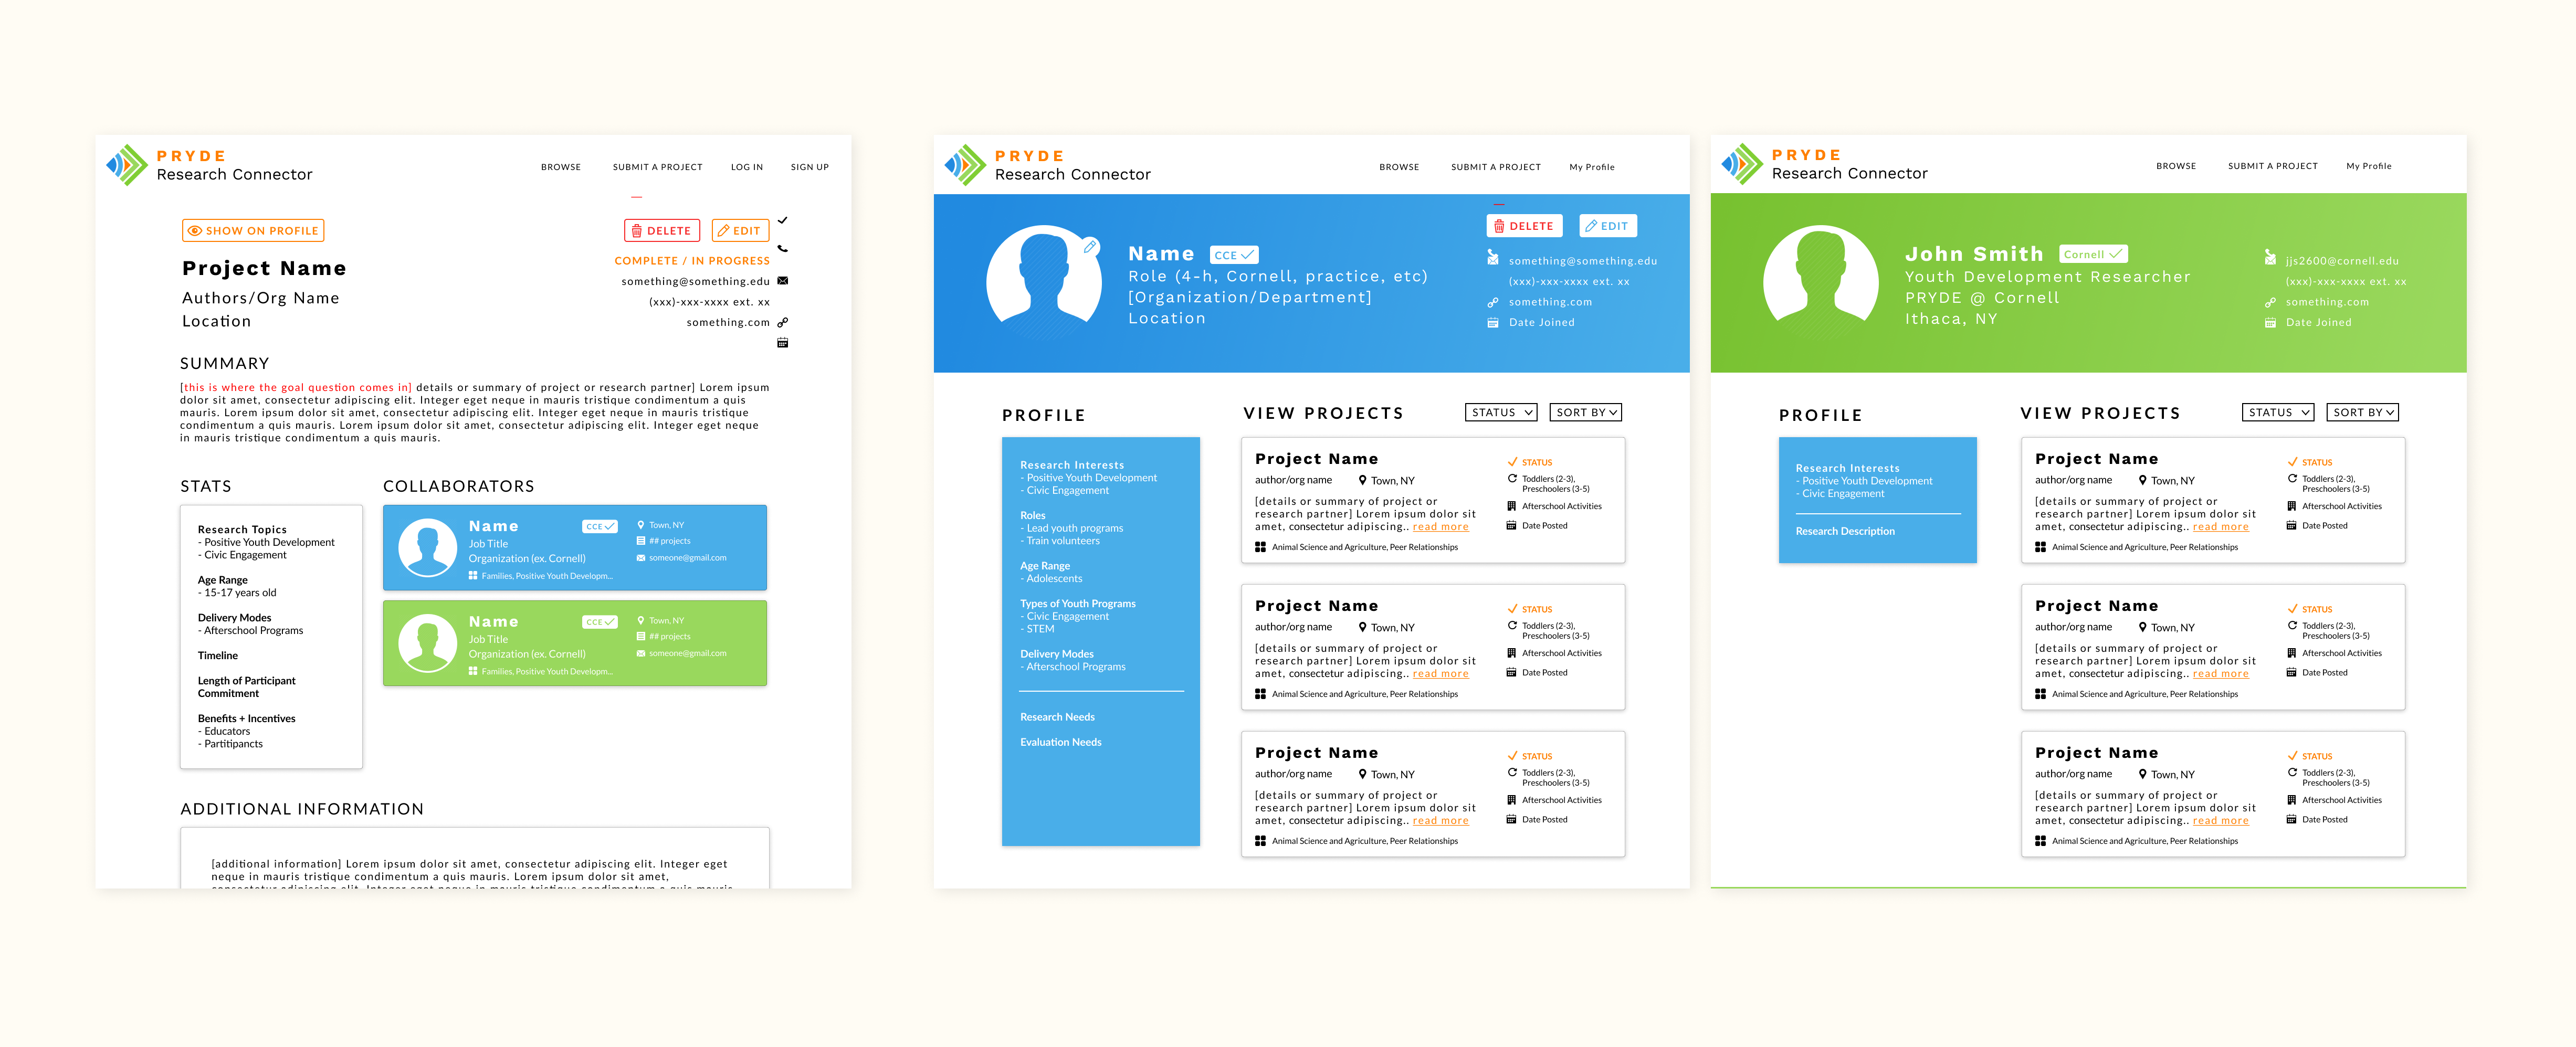 PRYDE
Research Connector
BROWSE
SUBMIT A PROJECT
LOG IN
SIGN UP
SHOW ON PROFILE
DELETE
EDIT
Project Name
Authors/Org Name
Location
COMPLETE / IN PROGRESS
something@something.edu
(xxx)-xxx-xxxx ext. xx
something.com
SUMMARY
[this is where the goal question comes in] details or summary of project or research partner] Lorem ipsum
dolor sit amet, consectetur adipiscing elit. Integer eget neque in mauris tristique condimentum a quis
mauris. Lorem ipsum dolor sit amet, consectetur adipiscing elit. Integer eget neque in mauris tristique
condimentum a quis mauris. Lorem ipsum dolor sit amet, consectetur adipiscing elit. Integer eget neque
in mauris tristique condimentum a quis mauris.
STATS
Research Topics
- Positive Youth Development
- Civic Engagement
Age Range
- 15-17 years old
Delivery Modes
- Afterschool Programs
Timeline
Length of Participant
Commitment
Benefits + Incentives
- Educators
- Partitipancts
COLLABORATORS
Name
CCE
Job Title
Organization (ex. Cornell)
Families, Positive Youth Developm...
Town, NY
## projects
someone@gmail.com
Name
CCE
Job Title
Organization (ex. Cornell)
Families, Positive Youth Developm...
Town, NY
## projects
someone@gmail.com
ADDITIONAL INFORMATION
[additional information] Lorem ipsum dolor sit amet, consectetur adipiscing elit. Integer eget
neque in mauris tristique condimentum a quis mauris. Lorem ipsum dolor sit amet,
consectetur adipiscing elit. Integer eget neque in mauris tristique condimentum a quis mauris.
PRYDE
Research Connector
BROWSE
SUBMIT A PROJECT
My Profile
DELETE
EDIT
Name
CCE
Role (4-h, Cornell, practice, etc)
[Organization/Department]
Location
something@something.edu
(xxx)-xxx-xxxx ext. xx
something.com
Date Joined
PROFILE
Research Interests
- Positive Youth Development
- Civic Engagement
Roles
- Lead youth programs
- Train volunteers
Age Range
- Adolescents
Types of Youth Programs
- Civic Engagement
- STEM
Delivery Modes
- Afterschool Programs
Research Needs
Evaluation Needs
VIEW PROJECTS
STATUS
SORT BY
Project Name
author/org name
Town, NY
[details or summary of project or
research partner] Lorem ipsum dolor sit
amet, consectetur adipiscing.. read more
Animal Science and Agriculture, Peer Relationships
STATUS
Toddlers (2-3),
Preschoolers (3-5)
Afterschool Activities
Date Posted
Project Name
author/org name
Town, NY
[details or summary of project or
research partner] Lorem ipsum dolor sit
amet, consectetur adipiscing.. read more
Animal Science and Agriculture, Peer Relationships
STATUS
Toddlers (2-3),
Preschoolers (3-5)
Afterschool Activities
Date Posted
Project Name
author/org name
Town, NY
[details or summary of project or
research partner] Lorem ipsum dolor sit
amet, consectetur adipiscing.. read more
Animal Science and Agriculture, Peer Relationships
STATUS
Toddlers (2-3),
Preschoolers (3-5)
Afterschool Activities
Date Posted
PRYDE
Research Connector
BROWSE
SUBMIT A PROJECT
My Profile
John Smith
Cornell
Youth Development Researcher
PRYDE @ Cornell
Ithaca, NY
jjs2600@cornell.edu
(xxx)-xxx-xxxx ext. xx
something.com
Date Joined
PROFILE
Research Interests
- Positive Youth Development
- Civic Engagement
Research Description
VIEW PROJECTS
STATUS
SORT BY
Project Name
author/org name
Town, NY
[details or summary of project or
research partner] Lorem ipsum dolor sit
amet, consectetur adipiscing.. read more
Animal Science and Agriculture, Peer Relationships
STATUS
Toddlers (2-3),
Preschoolers (3-5)
Afterschool Activities
Date Posted
Project Name
author/org name
Town, NY
[details or summary of project or
research partner] Lorem ipsum dolor sit
amet, consectetur adipiscing.. read more
Animal Science and Agriculture, Peer Relationships
STATUS
Toddlers (2-3),
Preschoolers (3-5)
Afterschool Activities
Date Posted
Project Name
author/org name
Town, NY
[details or summary of project or
research partner] Lorem ipsum dolor sit
amet, consectetur adipiscing.. read more
Animal Science and Agriculture, Peer Relationships
STATUS
Toddlers (2-3),
Preschoolers (3-5)
Afterschool Activities
Date Posted